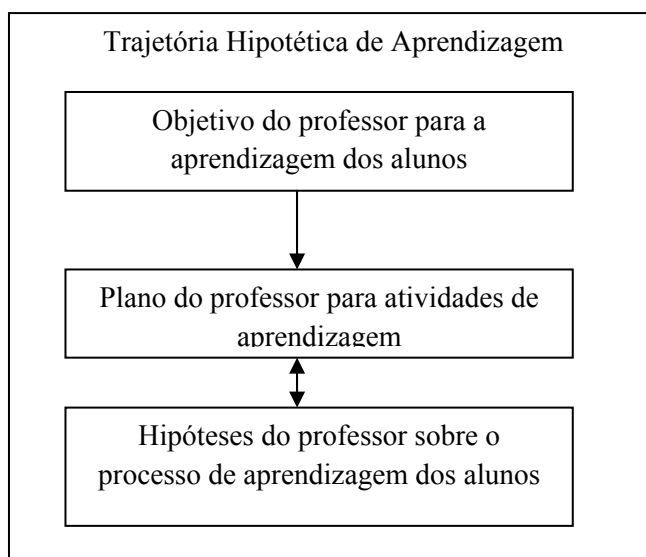 Trajetória Hipotética de Aprendizagem
Objetivo do professor para a
aprendizagem dos alunos
Plano do professor para atividades de
aprendizagem
Hipóteses do professor sobre o
processo de aprendizagem dos alunos